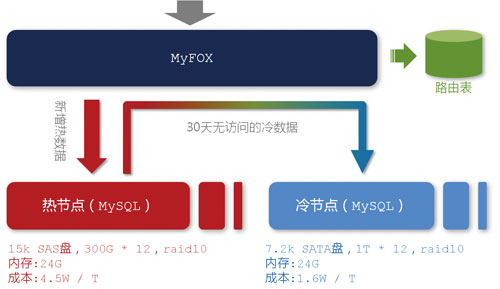 MyFOX
路由表
新增热数据
30天无访问的冷数据
热节点（MySQL）
冷节点（MySQL）
15k SAS盘，300G * 12，raid10
内存：24G
成本：4.5W / T
7.2k SATA盘，1T * 12，raid10
内存：24G
成本：1.6W / T